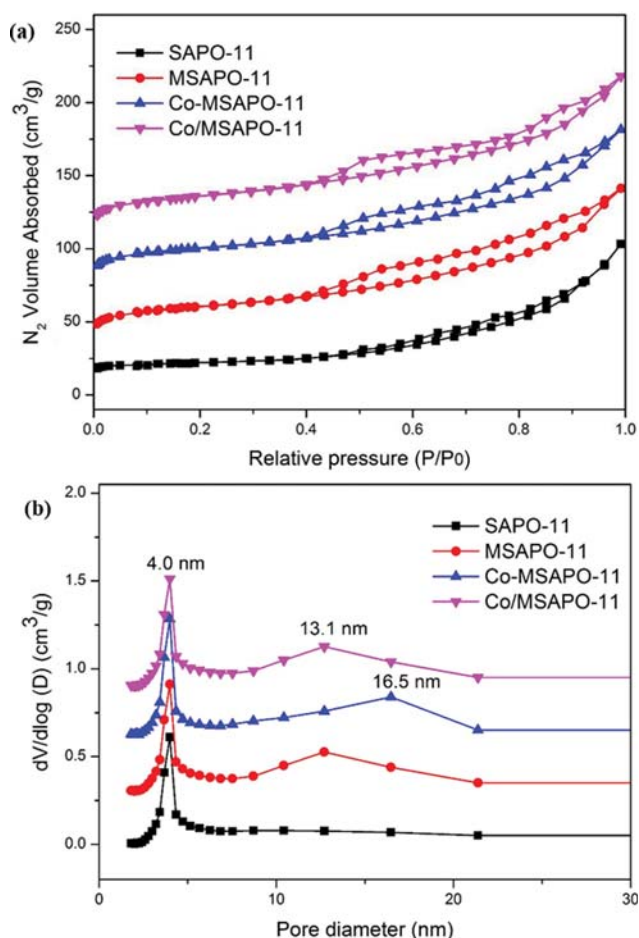 (a)
SAPO-11
MSAPO-11
Co-MSAPO-11
Co/MSAPO-11
N2 Volume Absorbed (cm3/g)
250
200
150
100
50
0
0.0 0.2 0.4 0.6 0.8 1.0
Relative pressure (P/P0)
(b)
SAPO-11
MSAPO-11
Co-MSAPO-11
Co/MSAPO-11
4.0 nm
13.1 nm
16.5 nm
dV/dlog (D) (cm3/g)
2.0
1.5
1.0
0.5
0.0
0 10 20 30
Pore diameter (nm)